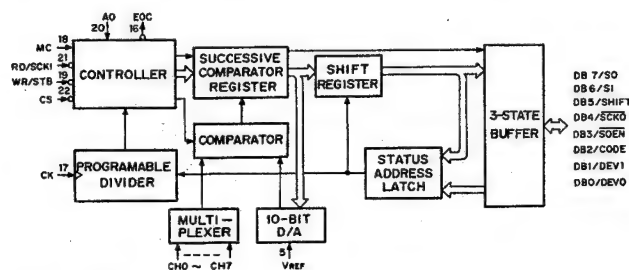 AO EOC
20 16
MC 18
RD/SCKI 21
WR/STB 19
CS 22
CONTROLLER
SUCCESSIVE
COMPARATOR
REGISTER
SHIFT
REGISTER
3-STATE
BUFFER
DB 7/SO
DB6/SI
DB5/SHIFT
DB4/SCKO
DB3/SOEN
DB2/CODE
DB1/DEV1
DB0/DEV0
COMPARATOR
CK 17
PROGRAMABLE
DIVIDER
STATUS
ADDRESS
LATCH
MULTI-
PLEXER
10-BIT
D/A
CH0 ~ CH7
5
VREF